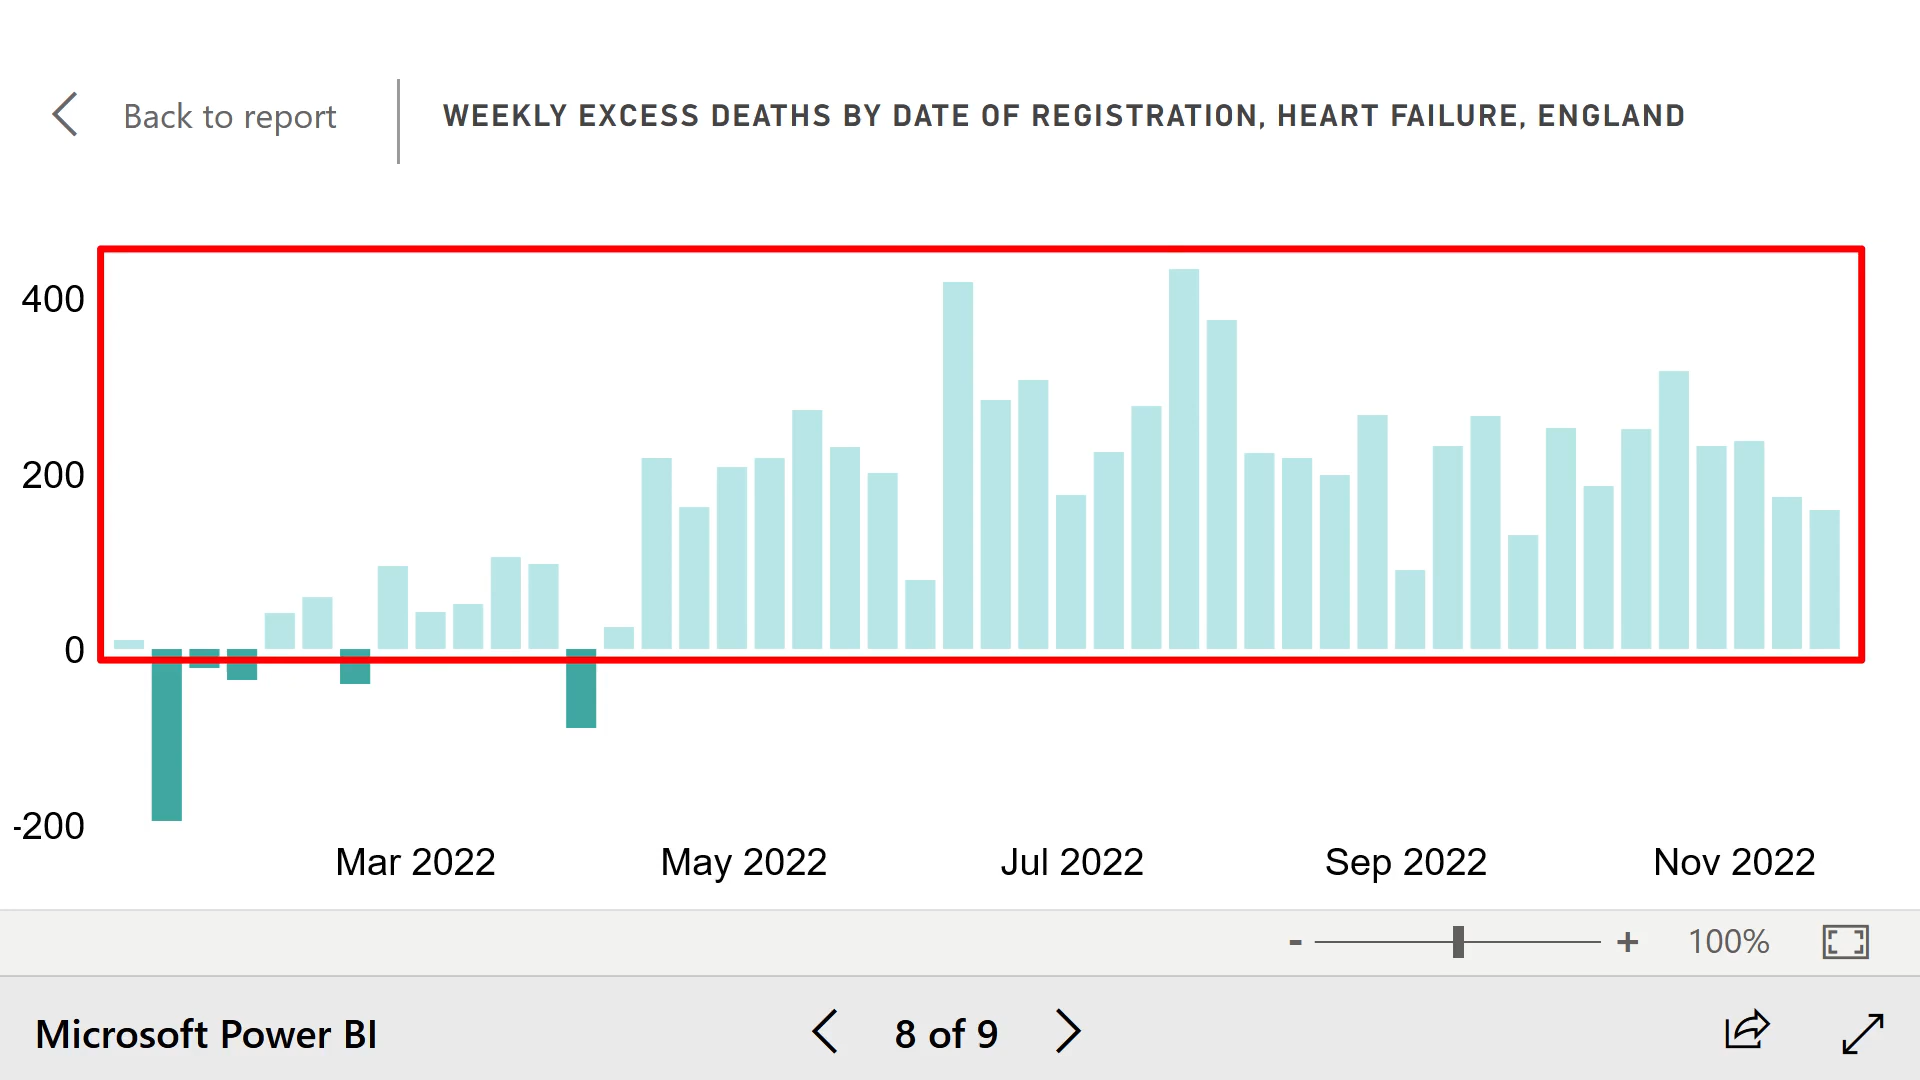 Back to report
WEEKLY EXCESS DEATHS BY DATE OF REGISTRATION, HEART FAILURE, ENGLAND
400
200
0
-200
Mar 2022 May 2022 Jul 2022 Sep 2022 Nov 2022
- + 100%
Microsoft Power BI 8 of 9